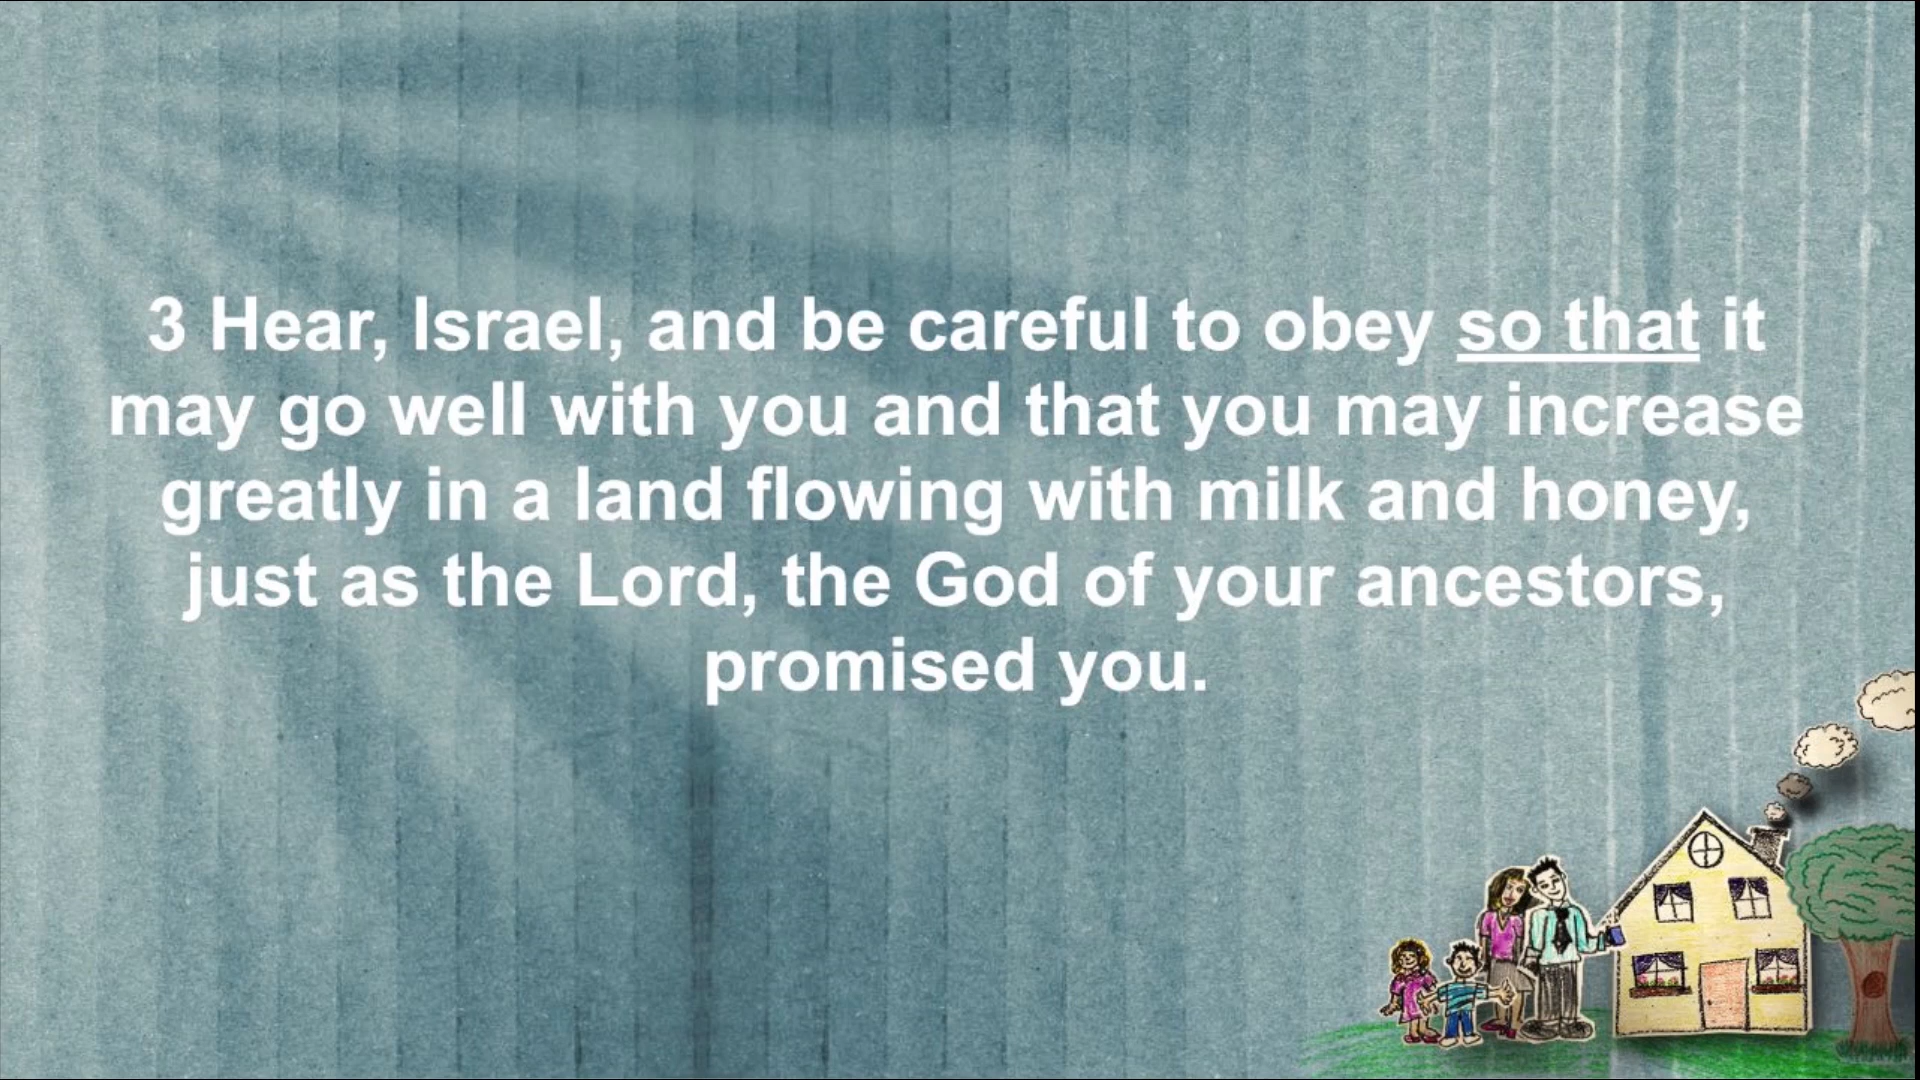 3 Hear, Israel, and be careful to obey so that it
may go well with you and that you may increase
greatly in a land flowing with milk and honey,
just as the Lord, the God of your ancestors,
promised you.